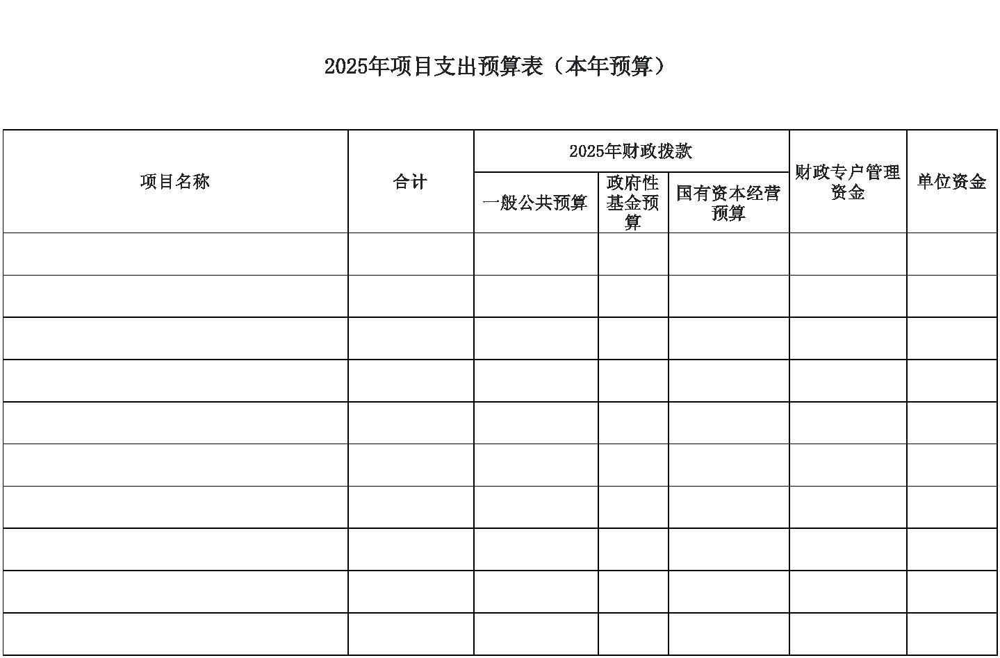 2025年项目支出预算表（本年预算）
项目名称
合计
2025年财政拨款
一般公共预算
政府性
基金预
算
国有资本经营
预算
财政专户管理
资金
单位资金